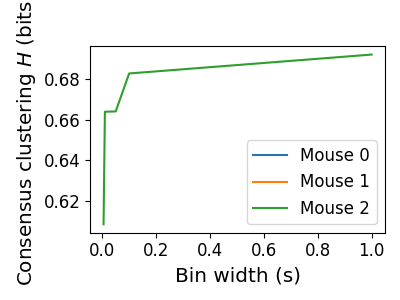 Consensus clustering H (bits
0.68
0.66
0.64
0.62
Mouse 0
Mouse 1
Mouse 2
0.0 0.2 0.4 0.6 0.8 1.0
Bin width (s)